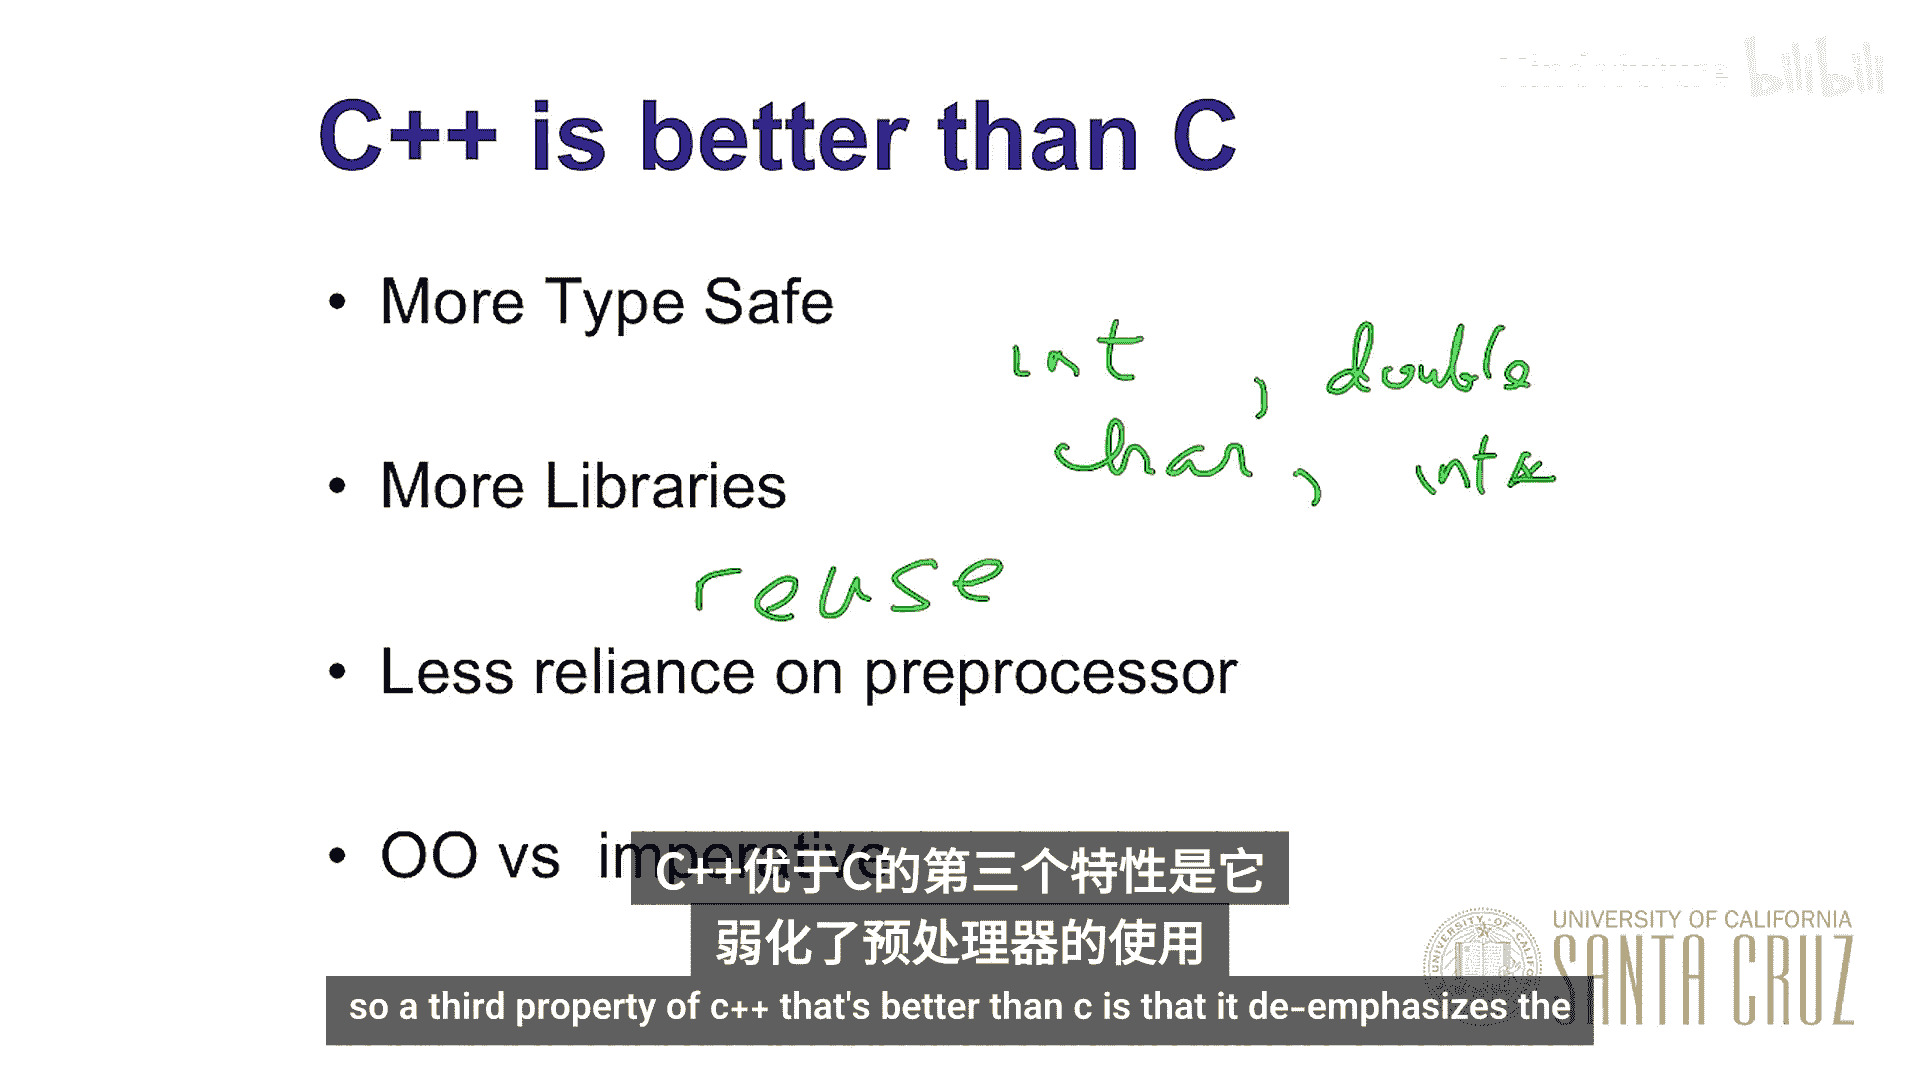 bilibili
C++ is better than C
• More Type Safe
int, double
char, int*
• More Libraries
reuse
• Less reliance on preprocessor
• OO vs imperative
C++优于C的第三个特性是它
弱化了预处理器的使用
so a third property of c++ that's better than c is that it de-emphasizes the
UNIVERSITY OF CALIFORNIA
SANTA CRUZ